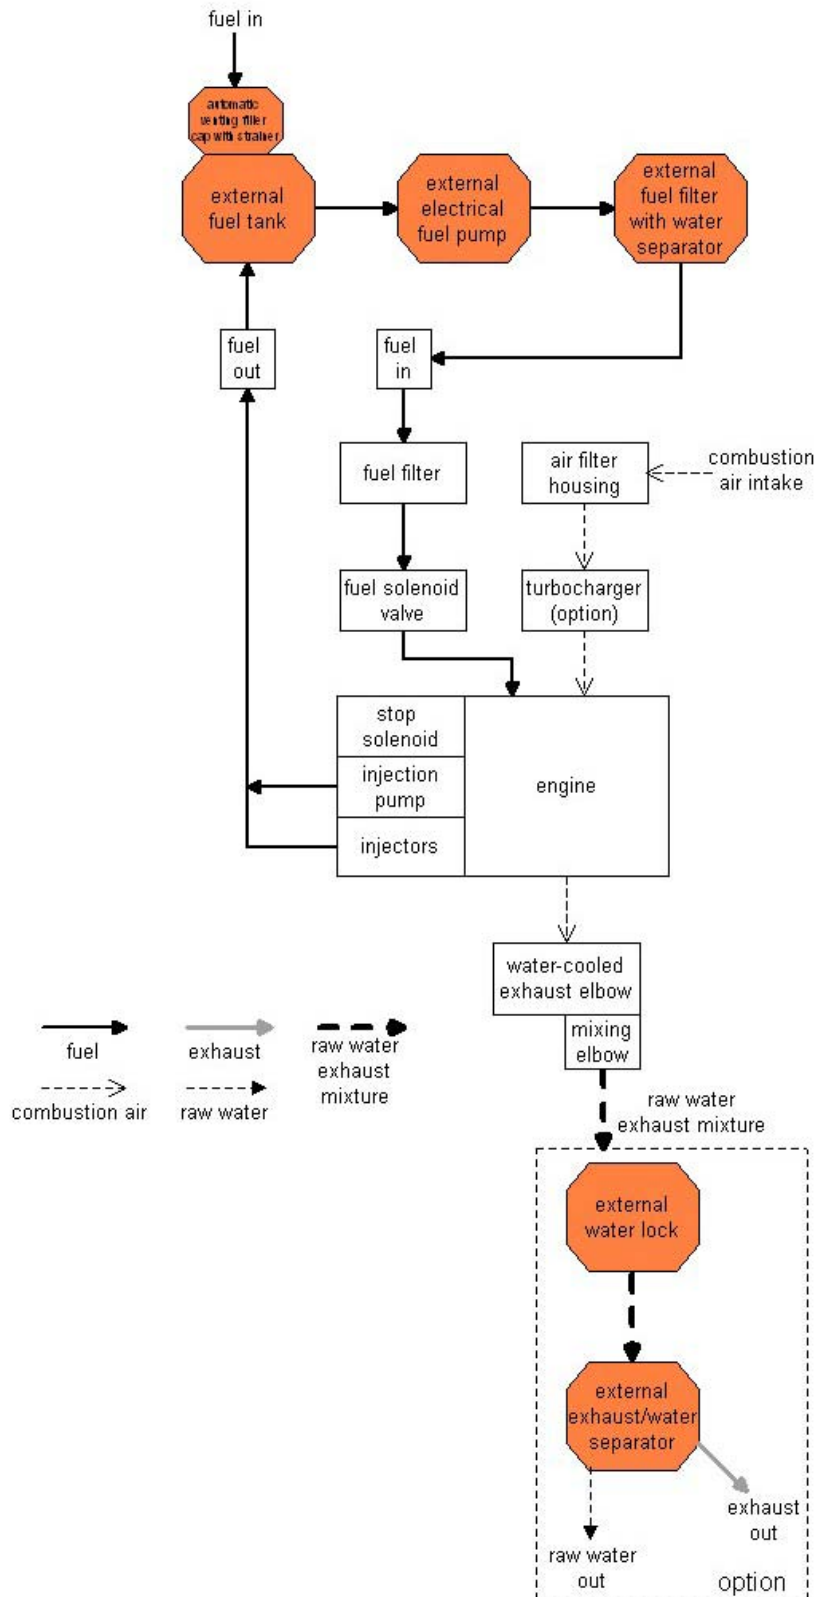 fuel in
automatic
venting filler
cap with strainer
external
fuel tank
external
electrical
fuel pump
external
fuel filter
with water
separator
fuel
out
fuel
in
fuel filter
air filter
housing
combustion
air intake
fuel solenoid
valve
turbocharger
(option)
stop
solenoid
injection
pump
injectors
engine
water-cooled
exhaust elbow
mixing
elbow
fuel
exhaust
raw water
exhaust
mixture
combustion air
raw water
raw water
exhaust mixture
external
water lock
external
exhaust/water
separator
exhaust
out
raw water
out
option